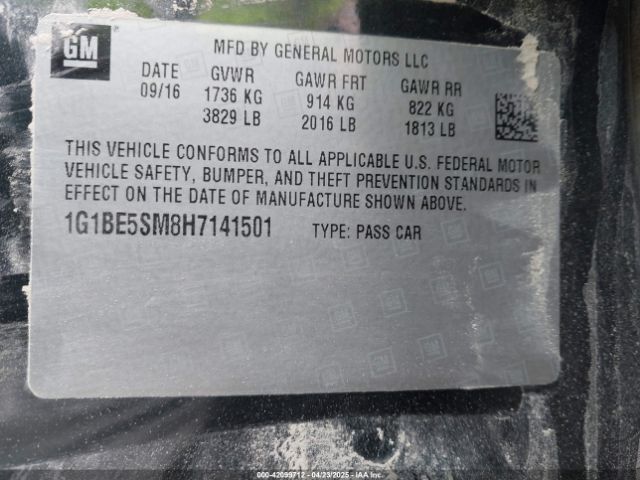 GM
MFD BY GENERAL MOTORS LLC
DATE GVWR GAWR FRT GAWR RR
09/16 1736 KG 914 KG 822 KG
3829 LB 2016 LB 1813 LB
THIS VEHICLE CONFORMS TO ALL APPLICABLE U.S. FEDERAL MOTOR
VEHICLE SAFETY, BUMPER, AND THEFT PREVENTION STANDARDS IN
EFFECT ON THE DATE OF MANUFACTURE SHOWN ABOVE.
1G1BE5SM8H7141501 TYPE: PASS CAR
000-42099712 - 04/23/2025 - IAAI.COM